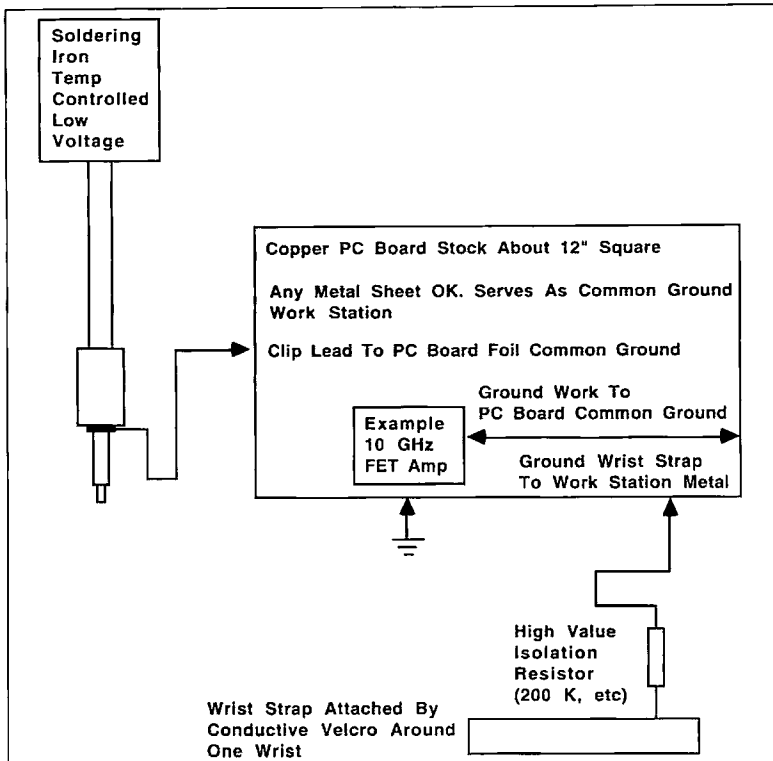 Soldering
Iron
Temp
Controlled
Low
Voltage
Copper PC Board Stock About 12" Square
Any Metal Sheet OK. Serves As Common Ground
Work Station
Clip Lead To PC Board Foil Common Ground
Ground Work To
PC Board Common Ground
Example
10 GHz
FET Amp
Ground Wrist Strap
To Work Station Metal
High Value
Isolation
Resistor
(200 K, etc)
Wrist Strap Attached By
Conductive Velcro Around
One Wrist